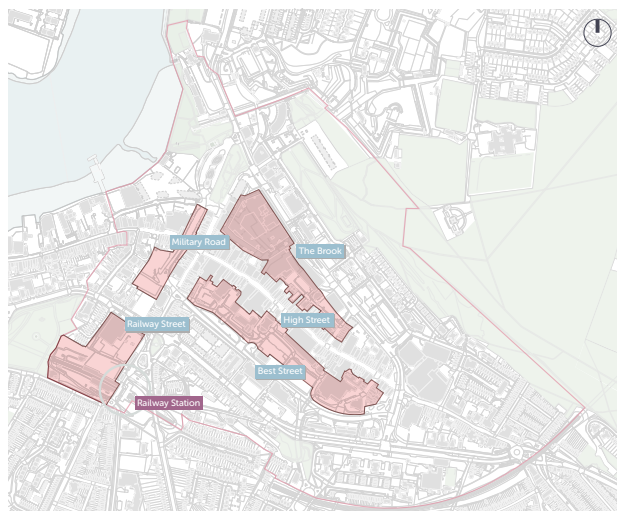 Military Road
The Brook
High Street
Railway Street
Best Street
Railway Station